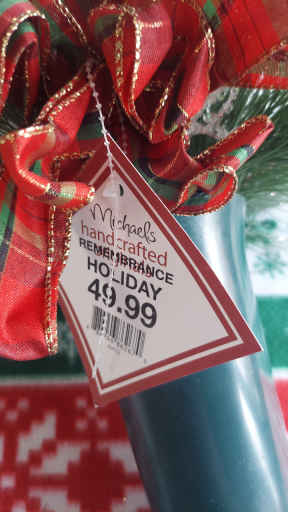 Michaels
handcrafted
REMEMBRANCE
HOLIDAY
49.99